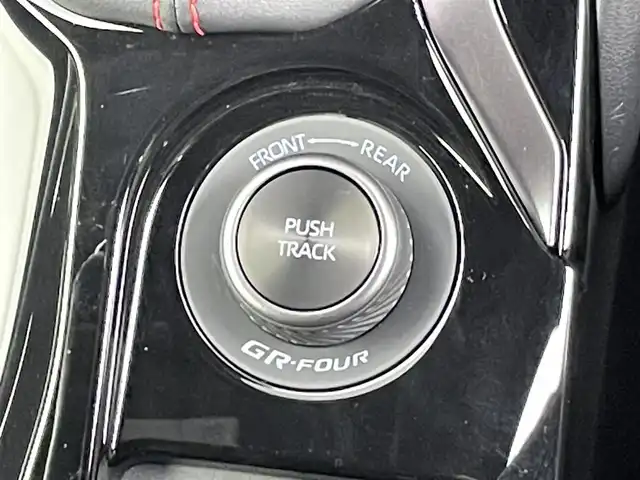 FRONT REAR
PUSH
TRACK
GR-FOUR